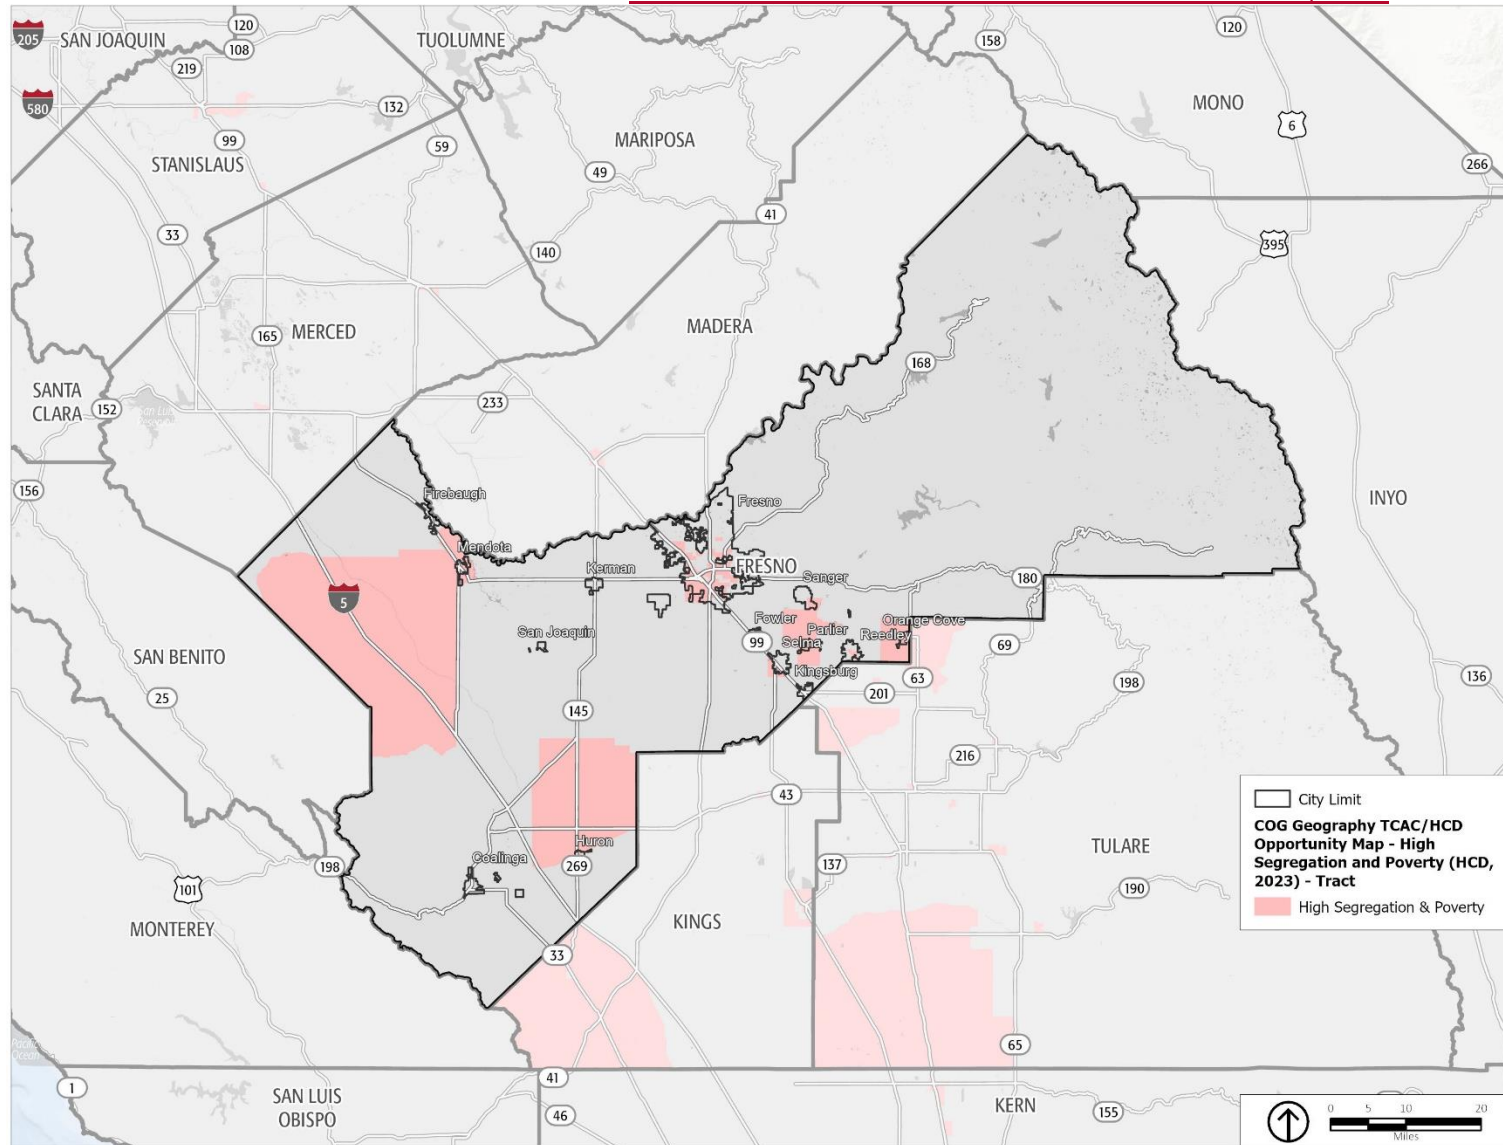 205
SAN JOAQUIN
120
108
219
TUOLUMNE
158
120
580
132
MONO
6
99
59
MARIPOSA
STANISLAUS
49
266
41
33
140
395
165
MERCED
MADERA
168
SANTA
CLARA
152
San Luis
233
156
Firebaugh
Fresno
INYO
Mendota
Kerman
FRESNO
Sanger
180
5
Fowler
Orange Cove
San Joaquin
99
Selma
Parlier
Reedley
69
SAN BENITO
Kingsburg
63
198
136
25
201
145
216
43
City Limit
COG Geography TCAC/HCD
Opportunity Map - High
Segregation and Poverty (HCD,
2023) - Tract
High Segregation & Poverty
Huron
TULARE
Coalinga
198
269
137
101
190
MONTEREY
KINGS
33
65
Pacific
Ocean
41
1
SAN LUIS
OBISPO
46
KERN
155
0 5 10 20
Miles